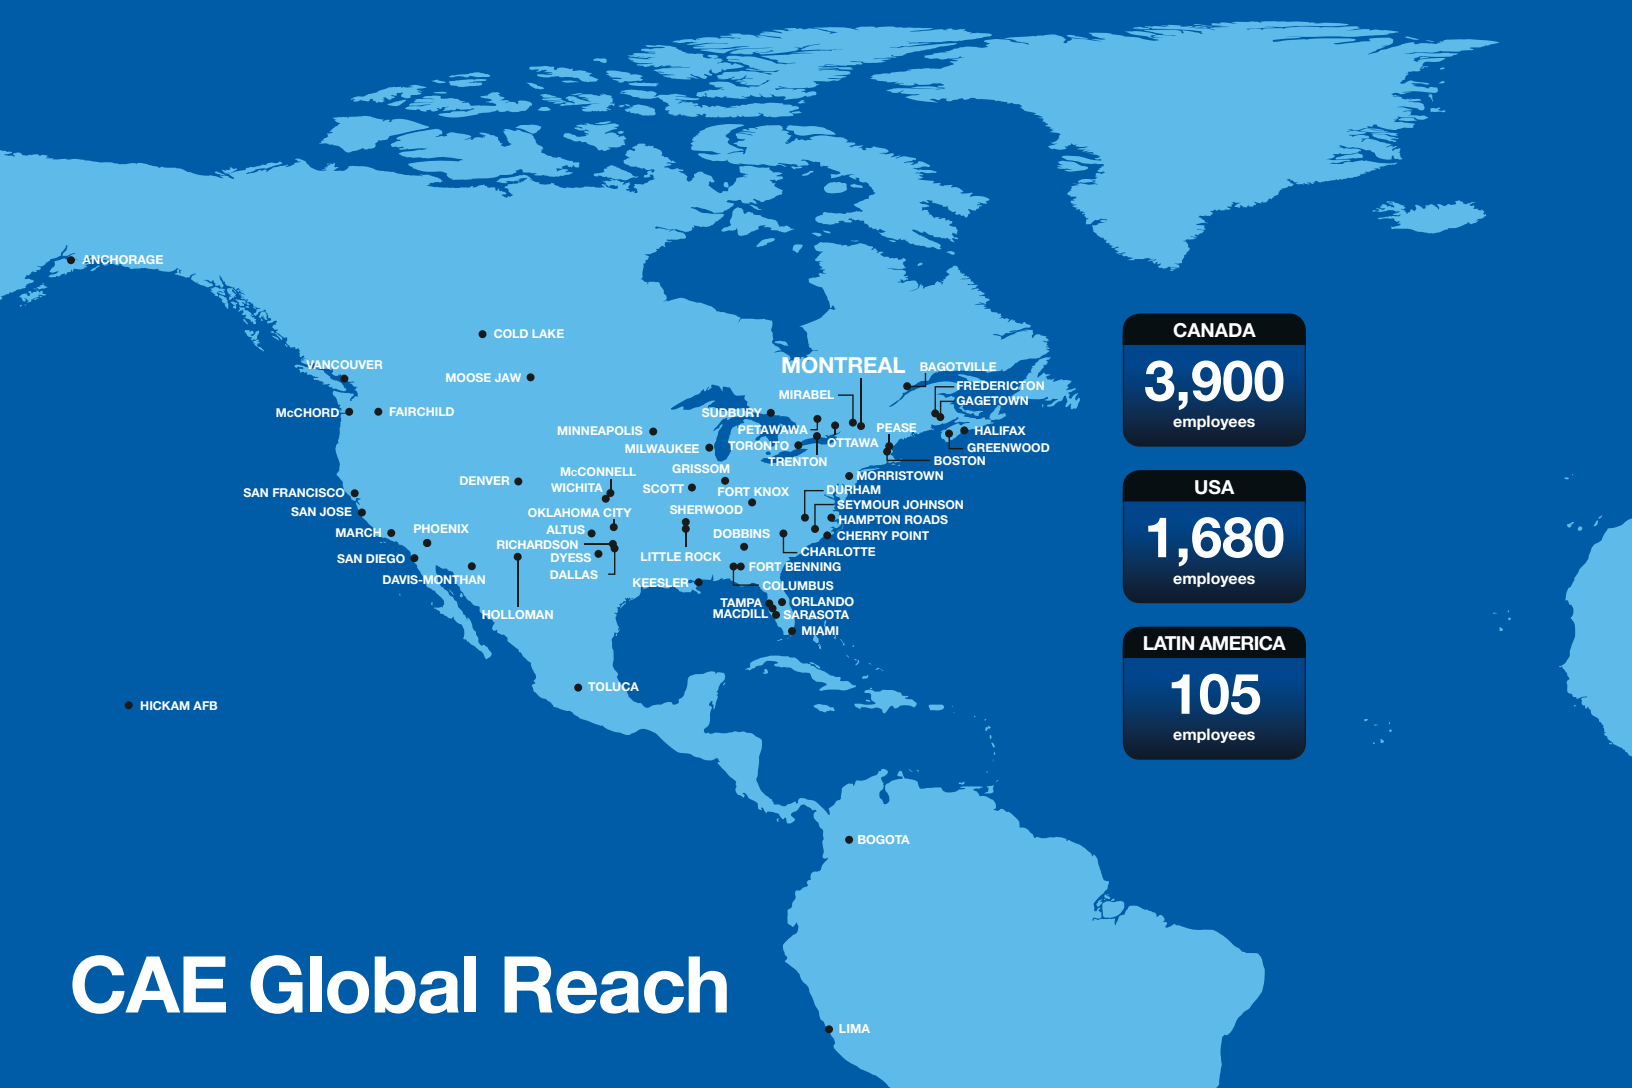 ANCHORAGE
COLD LAKE
VANCOUVER
MOOSE JAW
MONTREAL
BAGOTVILLE
MIRABEL
FREDERICTON
GAGETOWN
McCHORD
FAIRCHILD
SUDBURY
MINNEAPOLIS
PETAWAWA
PEASE
HALIFAX
MILWAUKEE
TORONTO
OTTAWA
GREENWOOD
TRENTON
BOSTON
GRISSOM
McCONNELL
MORRISTOWN
DENVER
WICHITA
SCOTT
FORT KNOX
DURHAM
SAN FRANCISCO
SEYMOUR JOHNSON
SAN JOSE
OKLAHOMA CITY
SHERWOOD
HAMPTON ROADS
PHOENIX
MARCH
ALTUS
DOBBINS
CHERRY POINT
RICHARDSON
CHARLOTTE
SAN DIEGO
DYESS
LITTLE ROCK
FORT BENNING
DALLAS
DAVIS-MONTHAN
KEESLER
COLUMBUS
TAMPA
ORLANDO
HOLLOMAN
MACDILL
SARASOTA
MIAMI
TOLUCA
HICKAM AFB
BOGOTA
LIMA
CANADA
3,900
employees
USA
1,680
employees
LATIN AMERICA
105
employees
CAE Global Reach